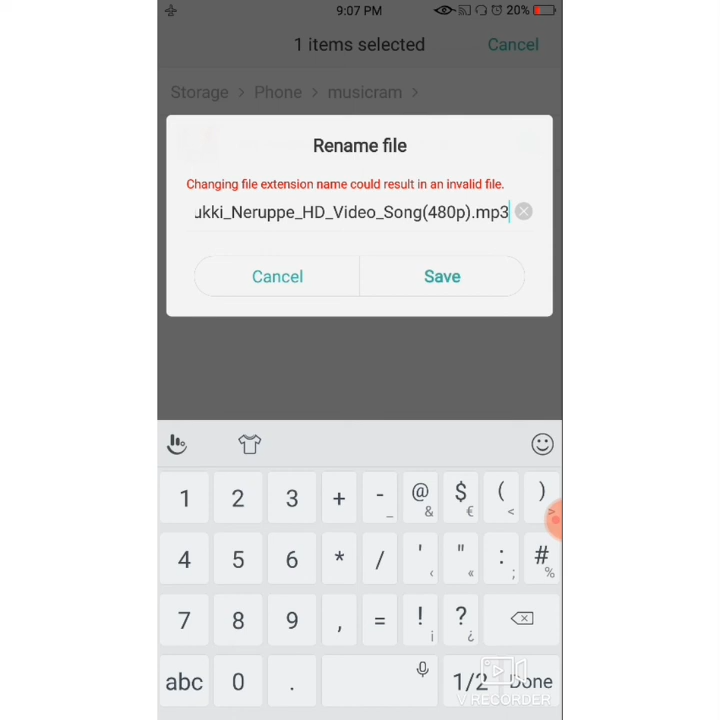 9:07 PM 20%
1 items selected Cancel
Storage > Phone > musicram >
Rename file
Changing file extension name could result in an invalid file.
ukki_Neruppe_HD_Video_Song(480p).mp3
Cancel Save
1 2 3 + - _ @ & $ € ( < ) >
4 5 6 * / ' ‹ " « : ; # %
7 8 9 , = ! ¡ ? ¿
abc 0 . 1/2 Done
V RECORDER